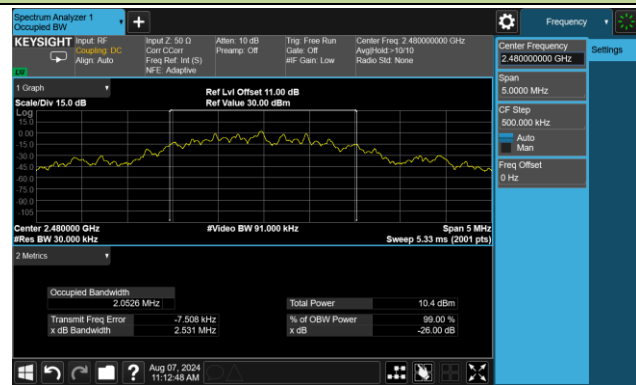 Spectrum Analyzer 1
Occupied BW
Frequency
KEYSIGHT
Input: RF
Coupling: DC
Align: Auto
Input Z: 50 Ω
Corr CCorr
Freq Ref: Int (S)
NFE: Adaptive
Atten: 10 dB
Preamp: Off
Trig: Free Run
Gate: Off
#IF Gain: Low
Center Freq: 2.480000000 GHz
Avg|Hold:>10/10
Radio Std: None
1 Graph
Scale/Div 15.0 dB
Ref Lvl Offset 11.00 dB
Ref Value 30.00 dBm
Log
15.0
0.00
-15.0
-30.0
-45.0
-60.0
-75.0
-90.0
-105
Center 2.480000 GHz
#Res BW 30.000 kHz
#Video BW 91.000 kHz
Span 5 MHz
Sweep 5.33 ms (2001 pts)
2 Metrics
Occupied Bandwidth
2.0526 MHz
Total Power 10.4 dBm
Transmit Freq Error -7.508 kHz
% of OBW Power 99.00 %
x dB Bandwidth 2.531 MHz
x dB -26.00 dB
Center Frequency
2.480000000 GHz
Settings
Span
5.0000 MHz
CF Step
500.000 kHz
Auto
Man
Freq Offset
0 Hz
Aug 07, 2024
11:12:48 AM